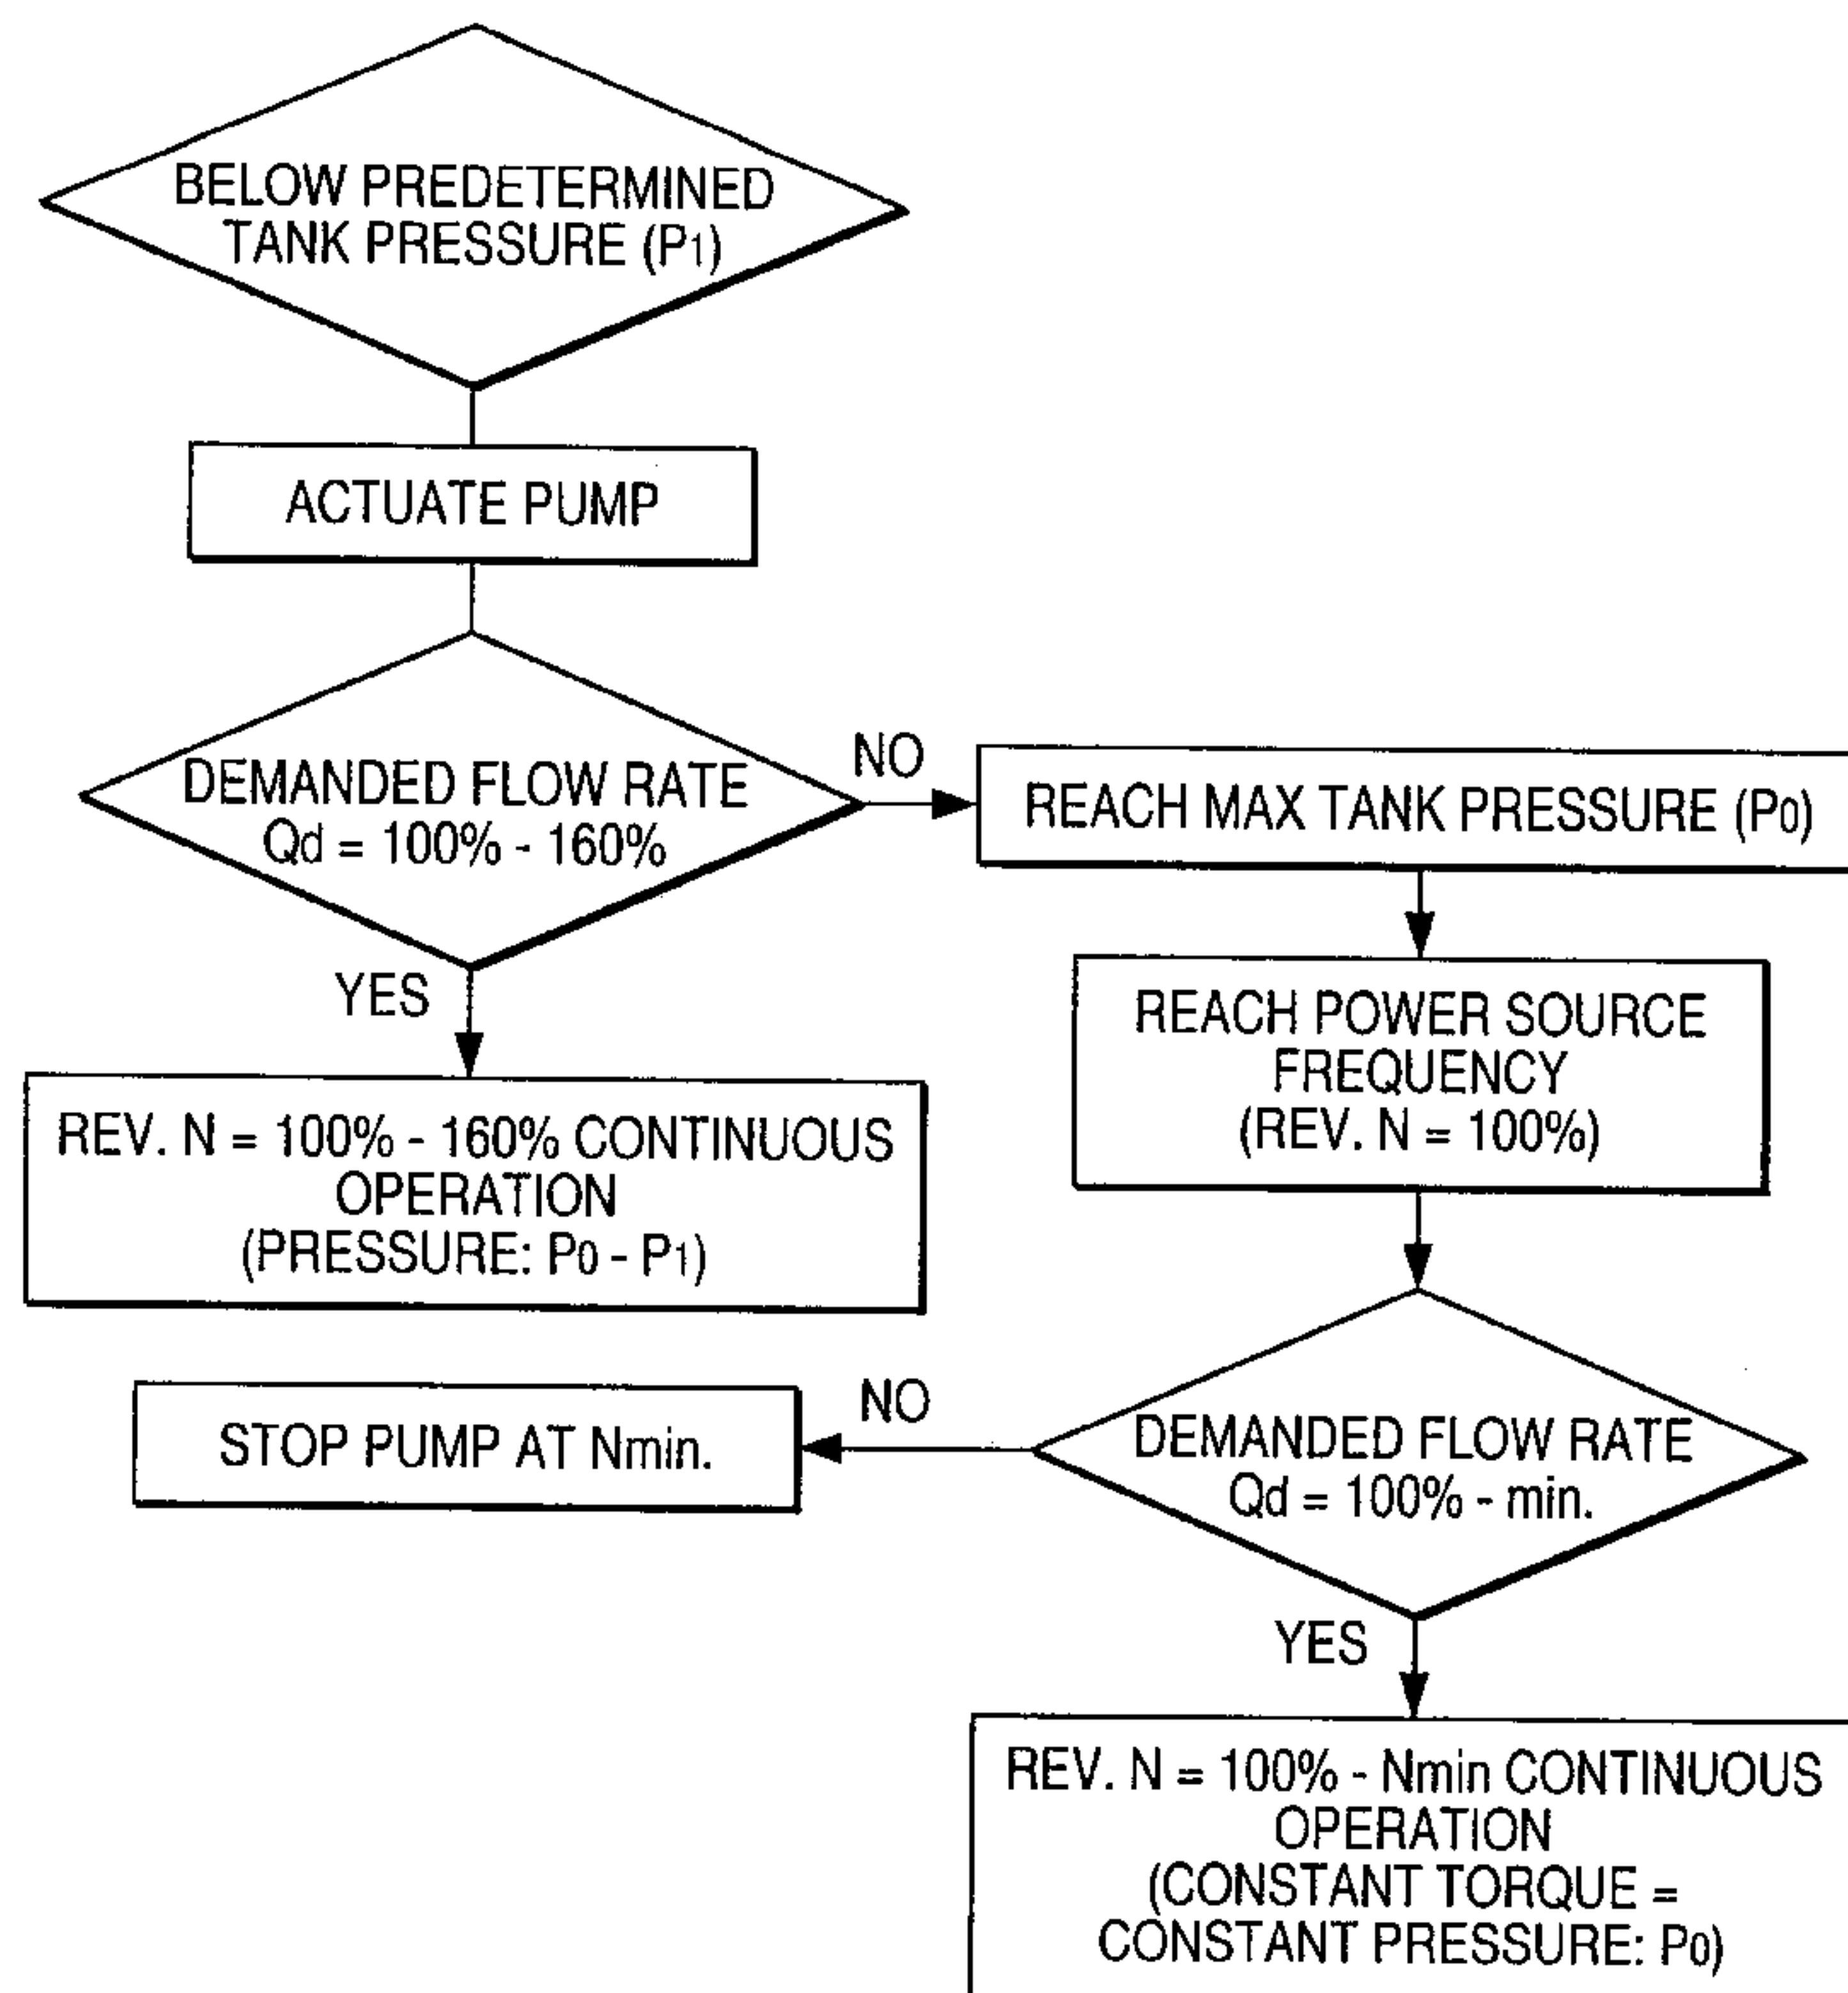 BELOW PREDETERMINED
TANK PRESSURE (P1)
ACTUATE PUMP
DEMANDED FLOW RATE
Qd = 100% - 160%
NO
REACH MAX TANK PRESSURE (P0)
YES
REACH POWER SOURCE
FREQUENCY
(REV. N = 100%)
REV. N = 100% - 160% CONTINUOUS
OPERATION
(PRESSURE: P0 - P1)
STOP PUMP AT Nmin.
NO
DEMANDED FLOW RATE
Qd = 100% - min.
YES
REV. N = 100% - Nmin CONTINUOUS
OPERATION
(CONSTANT TORQUE =
CONSTANT PRESSURE: P0)